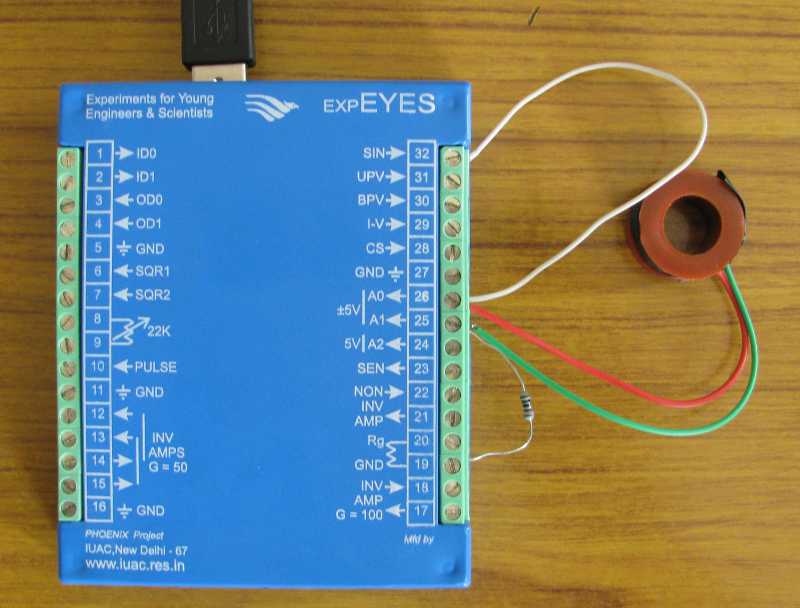 Experiments for Young
Engineers & Scientists
EXPEYES
1 ID0
2 ID1
3 OD0
4 OD1
5 GND
6 SQR1
7 SQR2
8
22K
9
10 PULSE
11 GND
12
13 INV
AMPS
14
G = 50
15
16 GND
PHOENIX Project
IUAC,New Delhi - 67
www.iuac.res.in
SIN 32
UPV 31
BPV 30
I-V 29
CS 28
GND 27
A0 26
±5V
A1 25
5V A2 24
SEN 23
NON 22
INV
AMP 21
Rg 20
GND 19
INV 18
AMP
G = 100 17
Mfd by